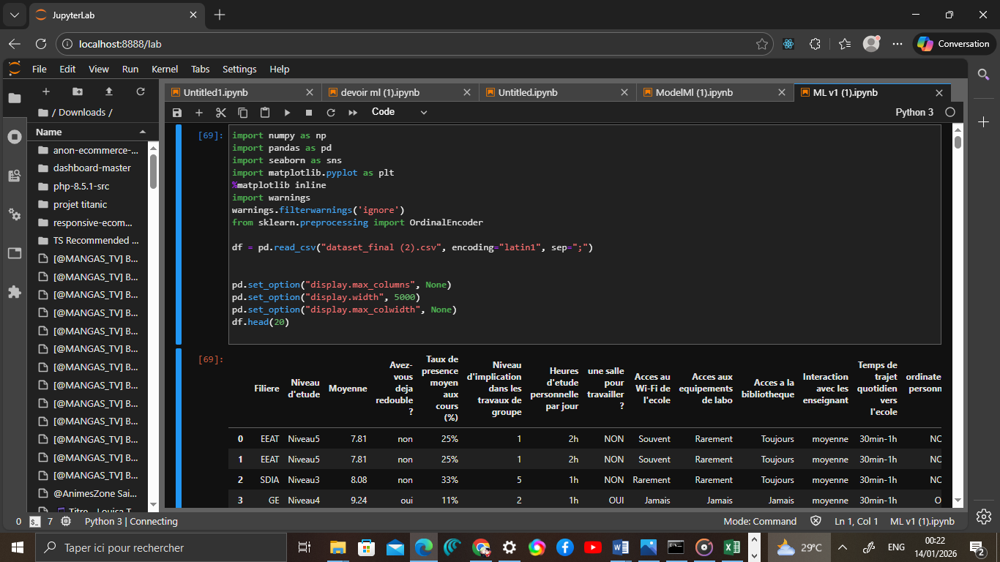 JupyterLab
localhost:8888/lab
Conversation
File Edit View Run Kernel Tabs Settings Help
Untitled1.ipynb
devoir ml (1).ipynb
Untitled.ipynb
ModelMl (1).ipynb
ML v1 (1).ipynb
/ Downloads /
Code
Python 3
Name
anon-ecommerce-...
dashboard-master
php-8.5.1-src
projet titanic
responsive-ecom...
TS Recommended ...
[@MANGAS_TV] B...
[@MANGAS_TV] B...
[@MANGAS_TV] B...
[@MANGAS_TV] B...
[@MANGAS_TV] B...
[@MANGAS_TV] B...
[@MANGAS_TV] B...
[@MANGAS_TV] B...
[@MANGAS_TV] B...
[@MANGAS_TV] B...
[@MANGAS_TV] B...
[@MANGAS_TV] B...
[@MANGAS_TV] B...
@AnimesZone Sai...
[69]:
import numpy as np
import pandas as pd
import seaborn as sns
import matplotlib.pyplot as plt
%matplotlib inline
import warnings
warnings.filterwarnings('ignore')
from sklearn.preprocessing import OrdinalEncoder
df = pd.read_csv("dataset_final (2).csv", encoding="latin1", sep=";")
pd.set_option("display.max_columns", None)
pd.set_option("display.width", 5000)
pd.set_option("display.max_colwidth", None)
df.head(20)
[69]:
Filiere
Niveau
d'etude
Moyenne
Avez-
vous
deja
redouble
?
Taux de
presence
moyen
aux
cours
(%)
Niveau
d'implication
dans les
travaux de
groupe
Heures
d'etude
personnelle
par jour
une salle
pour
travailler
?
Acces au
Wi-Fi de
l'ecole
Acces aux
equipements
de labo
Acces a la
bibliotheque
Interaction
avec les
enseignant
Temps de
trajet
quotidien
vers
l'ecole
ordinate
personn
0 EEAT Niveau5 7.81 non 25% 1 2h NON Souvent Rarement Toujours moyenne 30min-1h NC
1 EEAT Niveau5 7.81 non 25% 1 2h NON Souvent Rarement Toujours moyenne 30min-1h NC
2 SDIA Niveau3 8.08 non 33% 5 1h NON Rarement Rarement Toujours moyenne 30min-1h NC
3 GE Niveau4 9.24 oui 11% 2 1h OUI Jamais Jamais Jamais moyenne 30min-1h O
0 7 Python 3 | Connecting
Mode: Command
Ln 1, Col 1
ML v1 (1).ipynb
Taper ici pour rechercher
29°C
ENG
00:22
14/01/2026
2